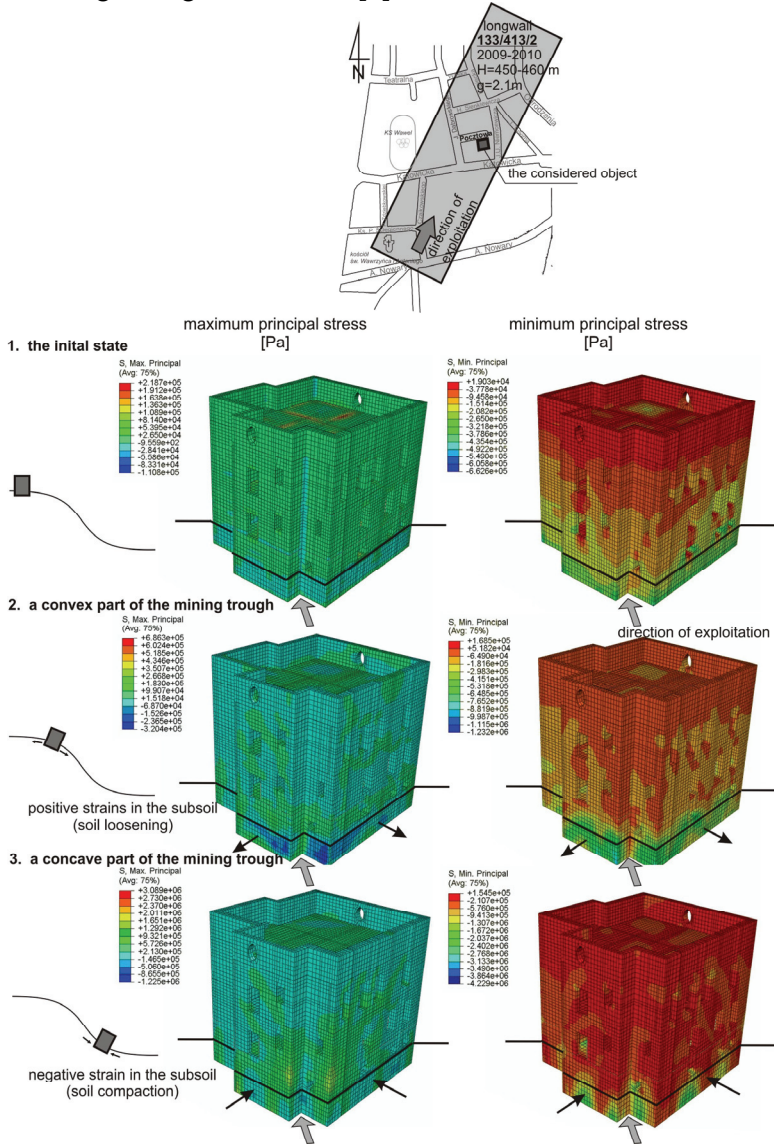 longwall
133/413/2
2009-2010
H=450-460 m
g=2.1m
N
Teatralna
KS Wawel
Pocztowa
Katowicka
Katowicka
the considered object
direction of
exploitation
kościół
św. Wawrzyńca
A. Nowary
A. Nowary
maximum principal stress
[Pa]
minimum principal stress
[Pa]
1. the inital state
S, Max. Principal
(Avg: 75%)
+2.187e+05
+1.912e+05
+1.638e+05
+1.363e+05
+1.089e+05
+8.140e+04
+5.395e+04
+2.650e+04
-9.559e+02
-2.841e+04
-5.586e+04
-8.331e+04
-1.108e+05
S, Min. Principal
(Avg: 75%)
+1.903e+04
-3.778e+04
-9.458e+04
-1.514e+05
-2.082e+05
-2.650e+05
-3.218e+05
-3.786e+05
-4.354e+05
-4.922e+05
-5.490e+05
-6.058e+05
-6.626e+05
2. a convex part of the mining trough
S, Max. Principal
(Avg: 75%)
+6.863e+05
+6.024e+05
+5.185e+05
+4.346e+05
+3.507e+05
+2.668e+05
+1.830e+05
+9.907e+04
+1.518e+04
-6.870e+04
-1.526e+05
-2.365e+05
-3.204e+05
S, Min. Principal
(Avg: 75%)
+1.685e+05
+5.182e+04
-6.490e+04
-1.816e+05
-2.983e+05
-4.151e+05
-5.318e+05
-6.485e+05
-7.652e+05
-8.819e+05
-9.987e+05
-1.115e+06
-1.232e+06
direction of exploitation
positive strains in the subsoil
(soil loosening)
3. a concave part of the mining trough
S, Max. Principal
(Avg: 75%)
+3.089e+06
+2.730e+06
+2.370e+06
+2.011e+06
+1.651e+06
+1.292e+06
+9.321e+05
+5.726e+05
+2.130e+05
-1.465e+05
-5.060e+05
-8.655e+05
-1.225e+06
S, Min. Principal
(Avg: 75%)
+1.545e+05
-2.107e+05
-5.760e+05
-9.413e+05
-1.307e+06
-1.672e+06
-2.037e+06
-2.402e+06
-2.768e+06
-3.133e+06
-3.498e+06
-3.864e+06
-4.229e+06
negative strain in the subsoil
(soil compaction)